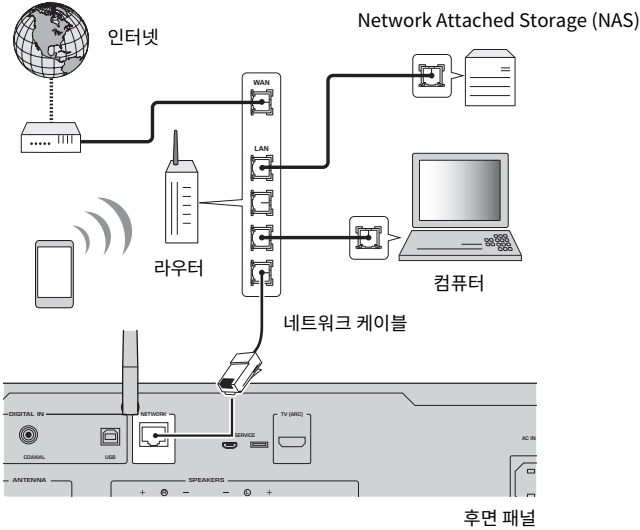 Network Attached Storage (NAS)
인터넷
WAN
LAN
라우터
컴퓨터
네트워크 케이블
DIGITAL IN
NETWORK
TV [ARC]
SERVICE
AC IN
COAXIAL
USB
ANTENNA
SPEAKERS
+ R − − L +
후면 패널